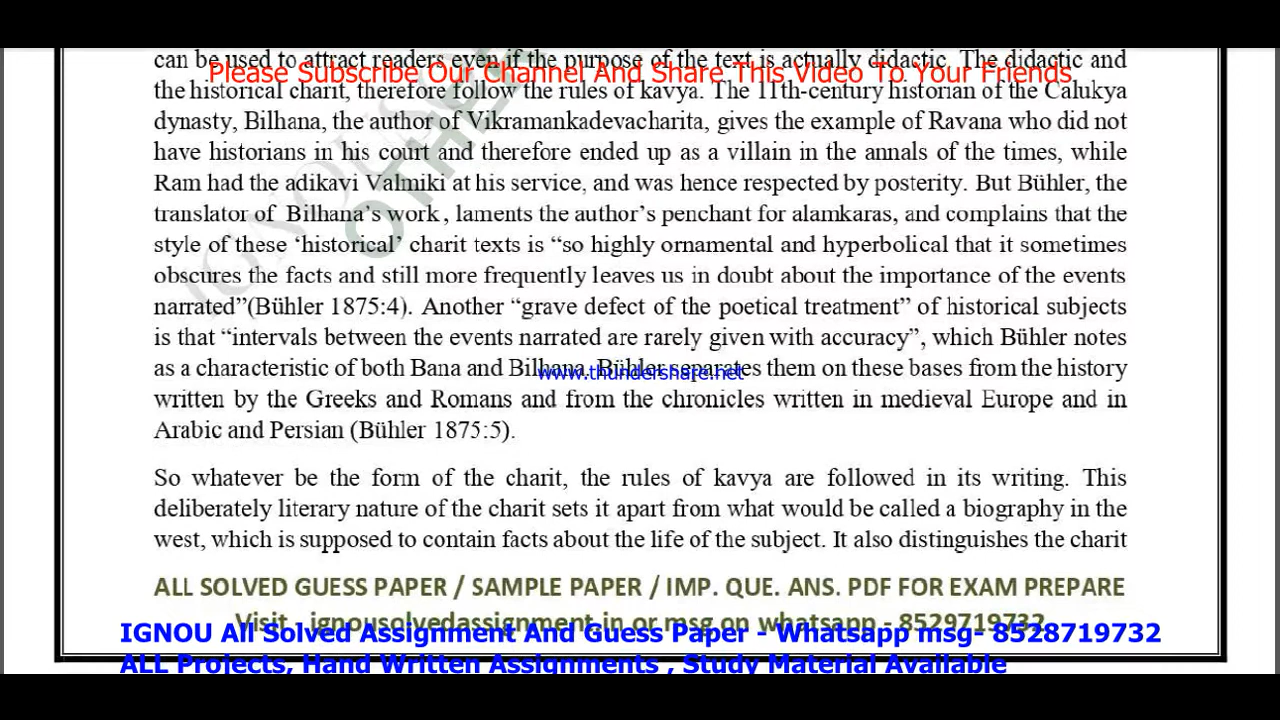 can be used to attract readers even if the purpose of the text is actually didactic. The didactic and
Please Subscribe Our Channel And Share This Video To Your Friends
the historical charit, therefore follow the rules of kavya. The 11th-century historian of the Calukya
dynasty, Bilhana, the author of Vikramankadevacharita, gives the example of Ravana who did not
have historians in his court and therefore ended up as a villain in the annals of the times, while
Ram had the adikavi Valmiki at his service, and was hence respected by posterity. But Bühler, the
translator of Bilhana's work, laments the author's penchant for alamkaras, and complains that the
style of these ‘historical’ charit texts is “so highly ornamental and hyperbolical that it sometimes
obscures the facts and still more frequently leaves us in doubt about the importance of the events
narrated”(Bühler 1875:4). Another “grave defect of the poetical treatment” of historical subjects
is that “intervals between the events narrated are rarely given with accuracy”, which Bühler notes
as a characteristic of both Bana and Bilhana. Bühler separates them on these bases from the history
www.thundershare.net
written by the Greeks and Romans and from the chronicles written in medieval Europe and in
Arabic and Persian (Bühler 1875:5).
So whatever be the form of the charit, the rules of kavya are followed in its writing. This
deliberately literary nature of the charit sets it apart from what would be called a biography in the
west, which is supposed to contain facts about the life of the subject. It also distinguishes the charit
ALL SOLVED GUESS PAPER / SAMPLE PAPER / IMP. QUE. ANS. PDF FOR EXAM PREPARE
Visit - ignousolvedassignment.in or msg on whatsapp - 8529719732
IGNOU All Solved Assignment And Guess Paper - Whatsapp msg- 8528719732
ALL Projects, Hand Written Assignments , Study Material Available